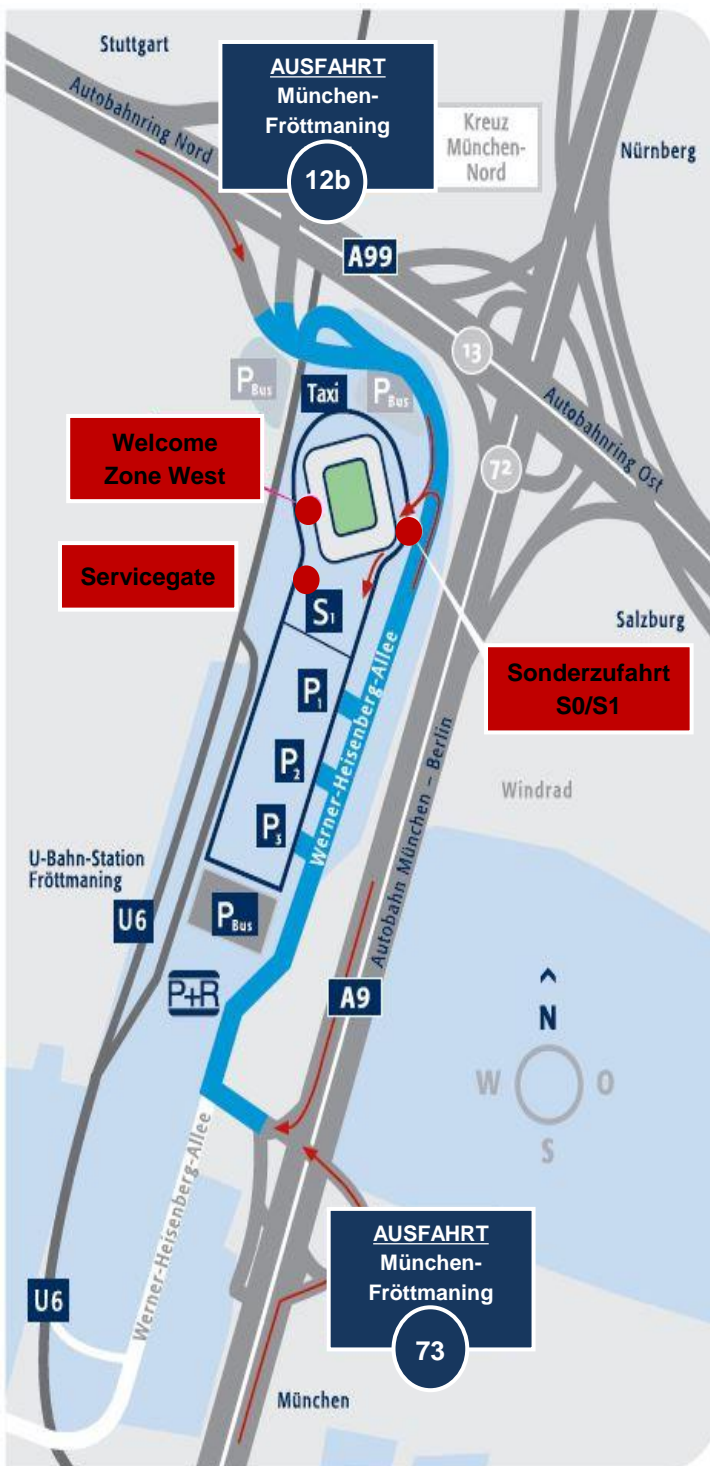 Stuttgart
AUSFAHRT
München-
Fröttmaning
12b
Autobahnring Nord
Kreuz
München-
Nord
Nürnberg
A99
13
P Bus
Taxi
P Bus
Autobahnring Ost
72
Welcome
Zone West
Servicegate
S1
Salzburg
Sonderzufahrt
S0/S1
P1
P2
P3
Werner-Heisenberg-Allee
Autobahn München – Berlin
Windrad
U-Bahn-Station
Fröttmaning
U6
P Bus
P+R
A9
N
W
O
S
Werner-Heisenberg-Allee
AUSFAHRT
München-
Fröttmaning
73
U6
München